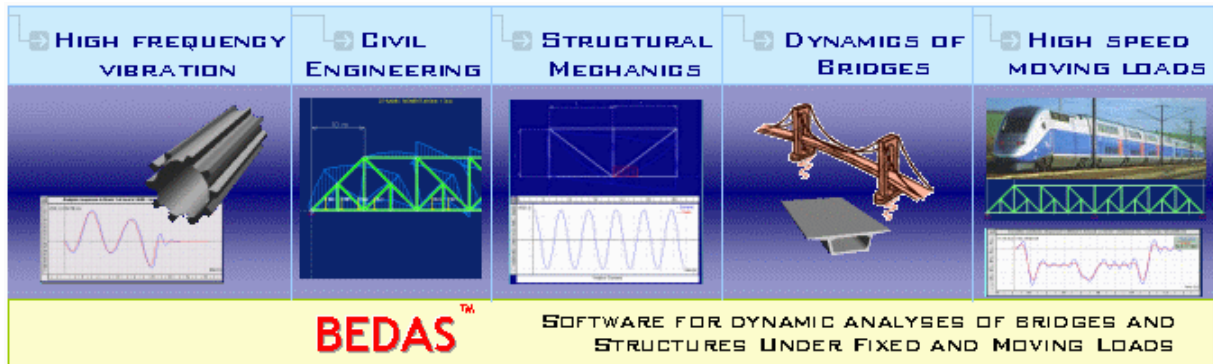 HIGH FREQUENCY
VIBRATION
CIVIL
ENGINEERING
STRUCTURAL
MECHANICS
DYNAMICS OF
BRIDGES
HIGH SPEED
MOVING LOADS
BEDAS™
SOFTWARE FOR DYNAMIC ANALYSES OF BRIDGES AND
STRUCTURES UNDER FIXED AND MOVING LOADS